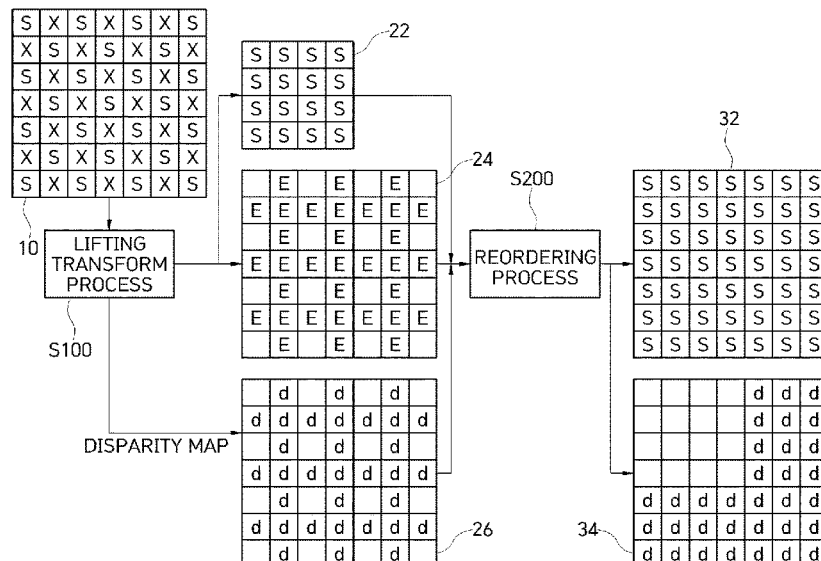 S X S X S X S
X X X X X X X
S X S X S X S
X X X X X X X
S X S X S X S
X X X X X X X
S X S X S X S
10
LIFTING
TRANSFORM
PROCESS
S100
DISPARITY MAP
22
S S S S
S S S S
S S S S
S S S S
24
E E E
E E E E E E E
E E E
E E E E E E E
E E E
E E E E E E E
E E E
d d d
d d d d d d d
d d d
d d d d d d d
d d d
d d d d d d d
d d d
26
S200
REORDERING
PROCESS
32
S S S S S S S
S S S S S S S
S S S S S S S
S S S S S S S
S S S S S S S
S S S S S S S
S S S S S S S
d d d
d d d
d d d
d d d
d d d d d d d
d d d d d d d
d d d d d d d
34